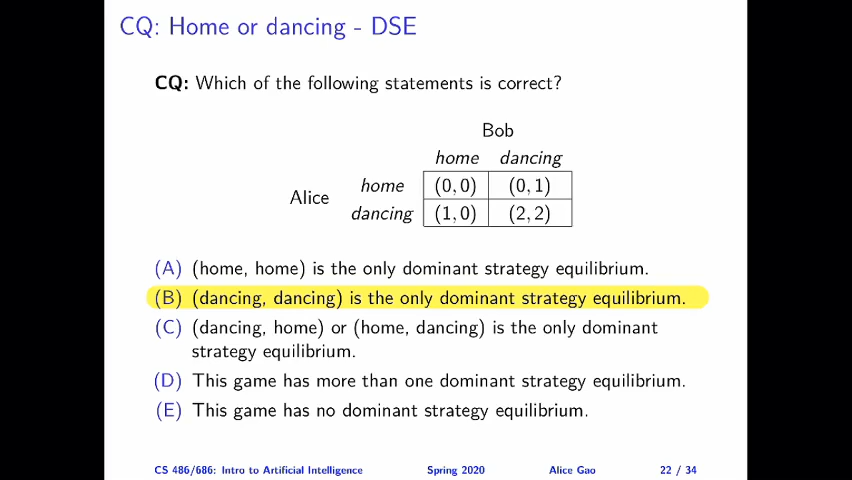 CQ: Home or dancing - DSE
CQ: Which of the following statements is correct?
Bob
home dancing
Alice
home (0, 0) (0, 1)
dancing (1, 0) (2, 2)
(A) (home, home) is the only dominant strategy equilibrium.
(B) (dancing, dancing) is the only dominant strategy equilibrium.
(C) (dancing, home) or (home, dancing) is the only dominant
strategy equilibrium.
(D) This game has more than one dominant strategy equilibrium.
(E) This game has no dominant strategy equilibrium.
CS 486/686: Intro to Artificial Intelligence Spring 2020 Alice Gao 22 / 34